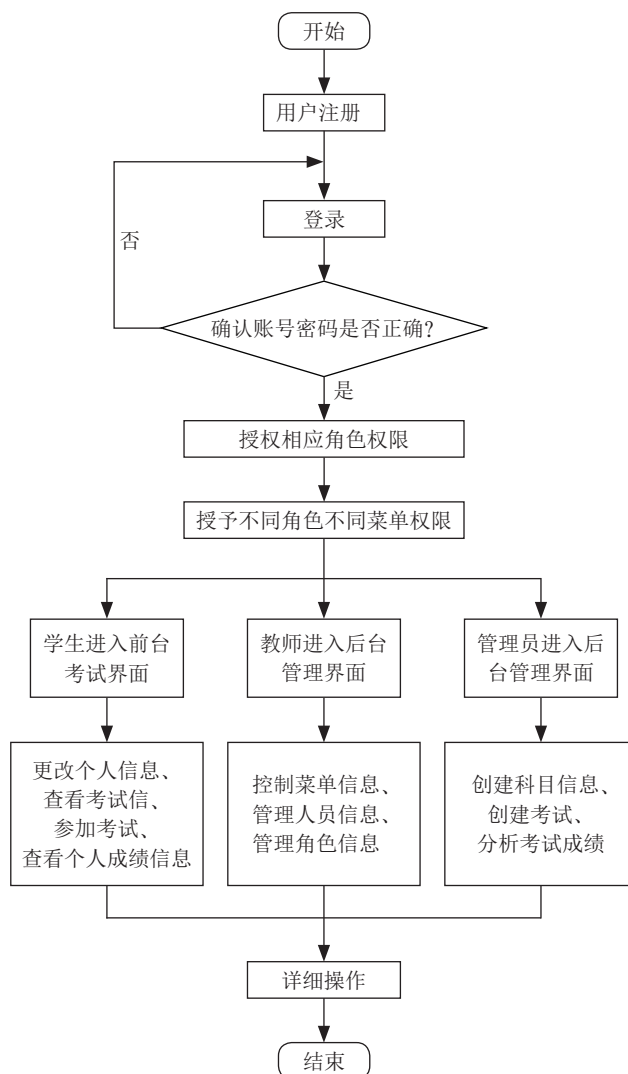 开始
用户注册
登录
否
确认账号密码是否正确?
是
授权相应角色权限
授予不同角色不同菜单权限
学生进入前台
考试界面
教师进入后台
管理界面
管理员进入后
台管理界面
更改个人信息、
查看考试信、
参加考试、
查看个人成绩信息
控制菜单信息、
管理人员信息、
管理角色信息
创建科目信息、
创建考试、
分析考试成绩
详细操作
结束